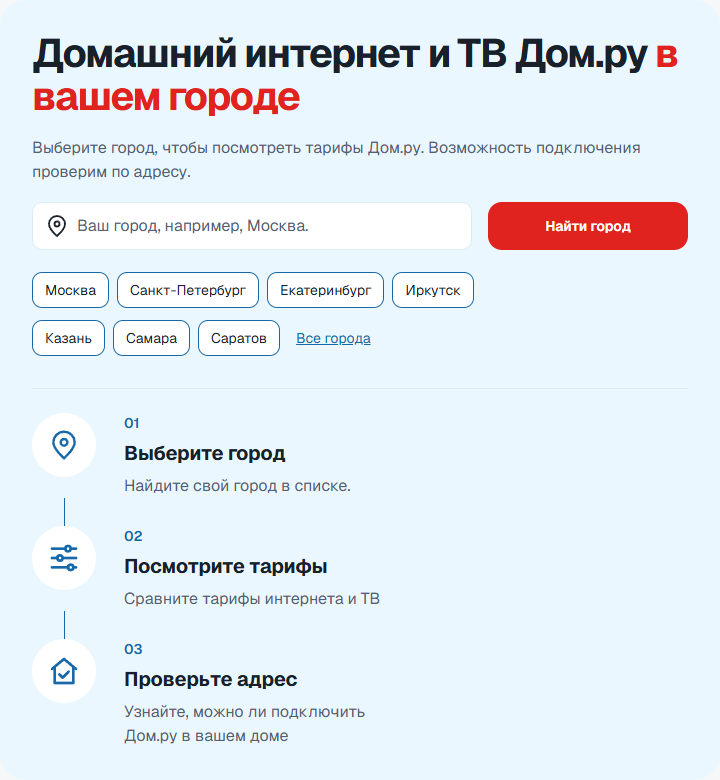 Домашний интернет и ТВ Дом.ру в
вашем городе
Выберите город, чтобы посмотреть тарифы Дом.ру. Возможность подключения
проверим по адресу.
Ваш город, например, Москва.
Найти город
Москва
Санкт-Петербург
Екатеринбург
Иркутск
Казань
Самара
Саратов
Все города
01
Выберите город
Найдите свой город в списке.
02
Посмотрите тарифы
Сравните тарифы интернета и ТВ
03
Проверьте адрес
Узнайте, можно ли подключить
Дом.ру в вашем доме